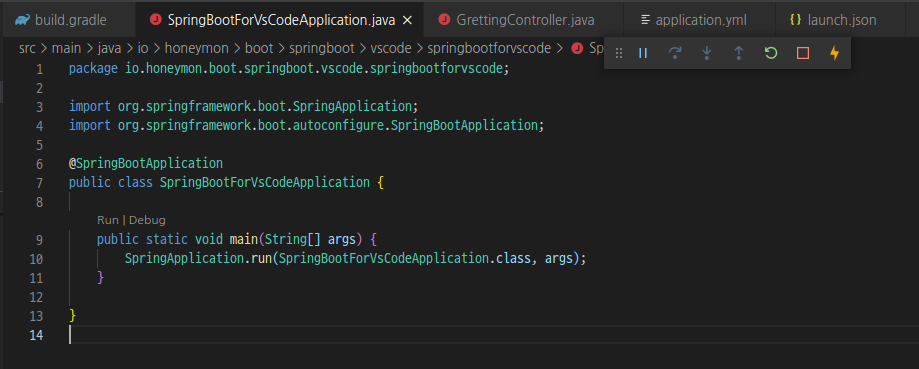 build.gradle
SpringBootForVsCodeApplication.java
GrettingController.java
application.yml
launch.json
src > main > java > io > honeymon > boot > springboot > vscode > springbootforvscode > Sp
1 package io.honeymon.boot.springboot.vscode.springbootforvscode;
2
3 import org.springframework.boot.SpringApplication;
4 import org.springframework.boot.autoconfigure.SpringBootApplication;
5
6 @SpringBootApplication
7 public class SpringBootForVsCodeApplication {
8
Run | Debug
9 public static void main(String[] args) {
10 SpringApplication.run(SpringBootForVsCodeApplication.class, args);
11 }
12
13 }
14